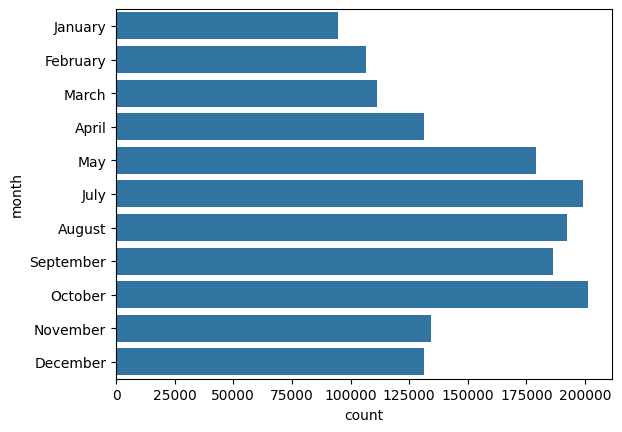 January
February
March
April
May
July
August
September
October
November
December
month
0 25000 50000 75000 100000 125000 150000 175000 200000
count